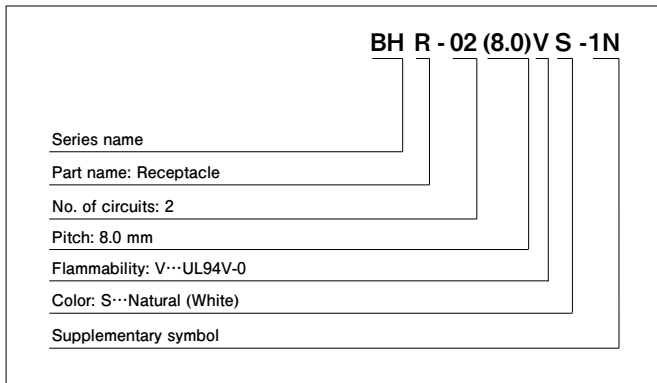 BH R - 02 (8.0) V S - 1N
Series name
Part name: Receptacle
No. of circuits: 2
Pitch: 8.0 mm
Flammability: V···UL94V-0
Color: S···Natural (White)
Supplementary symbol